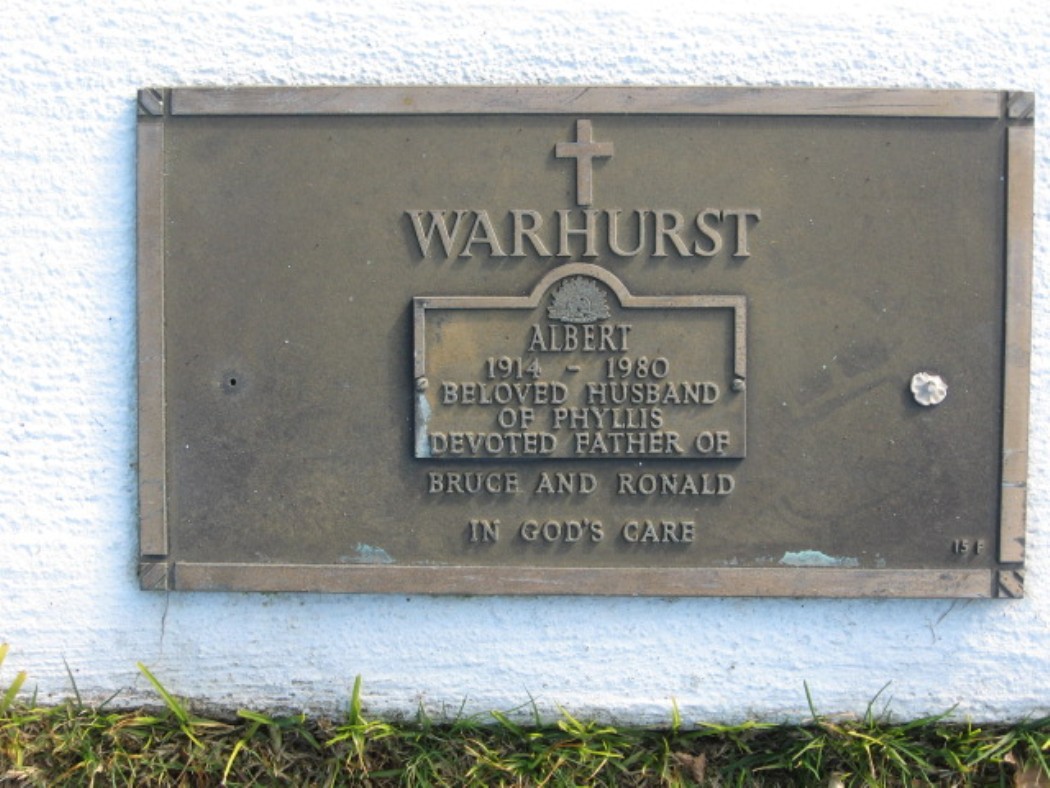 WARHURST
ALBERT
1914 - 1980
BELOVED HUSBAND
OF PHYLLIS
DEVOTED FATHER OF
BRUCE AND RONALD
IN GOD'S CARE
15 F